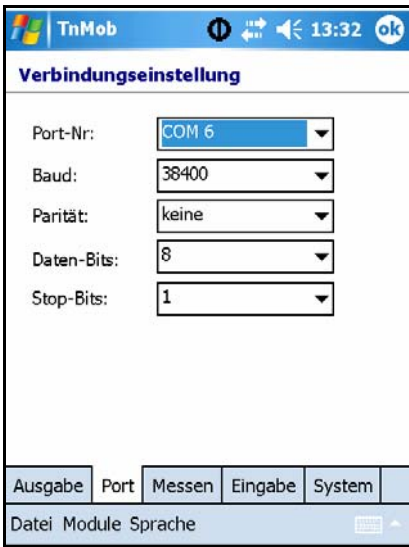 TnMob 13:32 ok
Verbindungseinstellung
Port-Nr: COM 6
Baud: 38400
Parität: keine
Daten-Bits: 8
Stop-Bits: 1
Ausgabe Port Messen Eingabe System
Datei Module Sprache